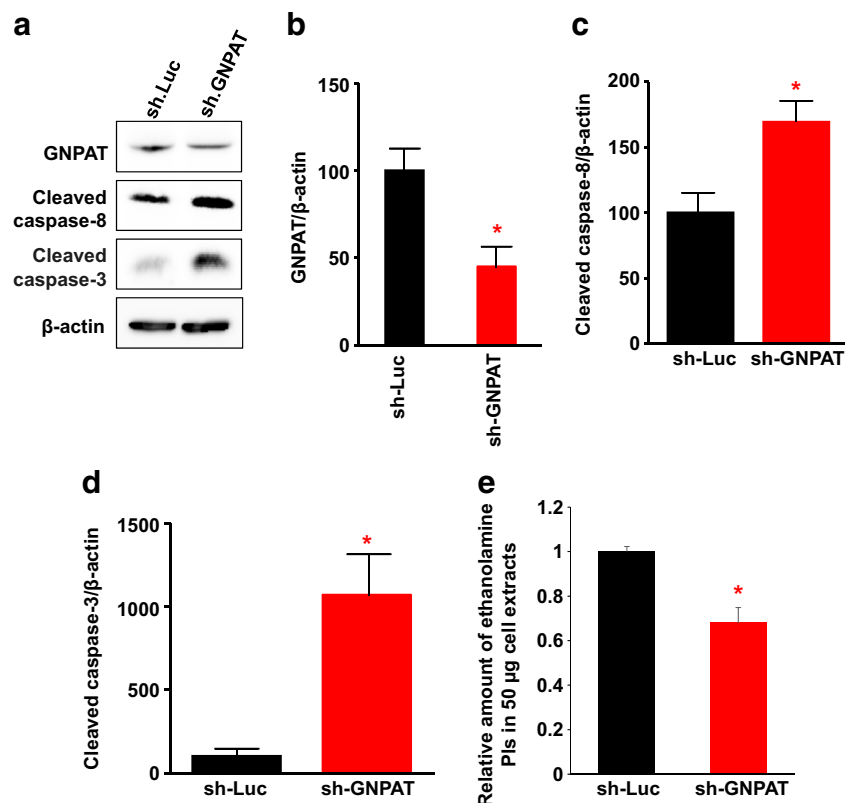 a
sh.Luc
sh.GNPAT
GNPAT
Cleaved
caspase-8
Cleaved
caspase-3
β-actin
b
GNPAT/β-actin
150
100
50
0
*
sh-Luc
sh-GNPAT
c
Cleaved caspase-8/β-actin
200
150
100
50
0
*
sh-Luc
sh-GNPAT
d
Cleaved caspase-3/β-actin
1500
1000
500
0
*
sh-Luc
sh-GNPAT
e
Relative amount of ethanolamine
Pls in 50 µg cell extracts
1.2
1
0.8
0.6
0.4
0.2
0
*
sh-Luc
sh-GNPAT